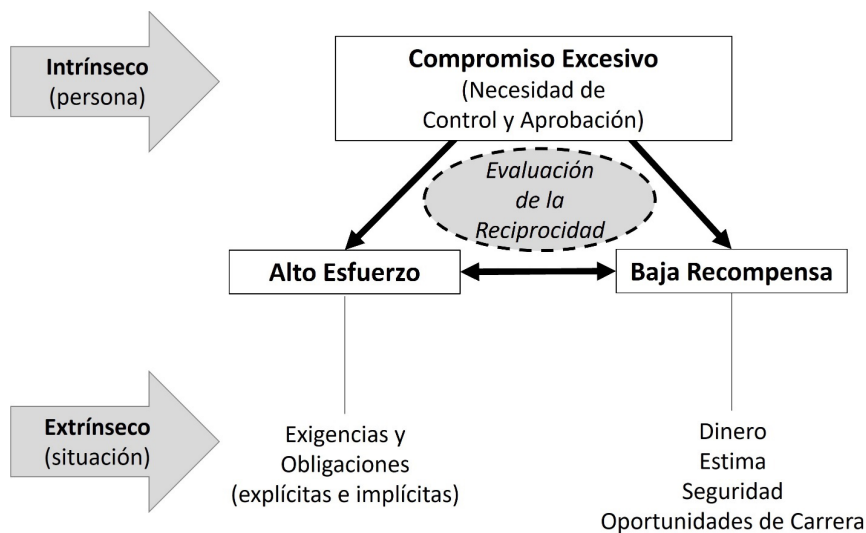 Intrínseco
(persona)
Compromiso Excesivo
(Necesidad de
Control y Aprobación)
Evaluación
de la
Reciprocidad
Alto Esfuerzo
Baja Recompensa
Extrínseco
(situación)
Exigencias y
Obligaciones
(explícitas e implícitas)
Dinero
Estima
Seguridad
Oportunidades de Carrera